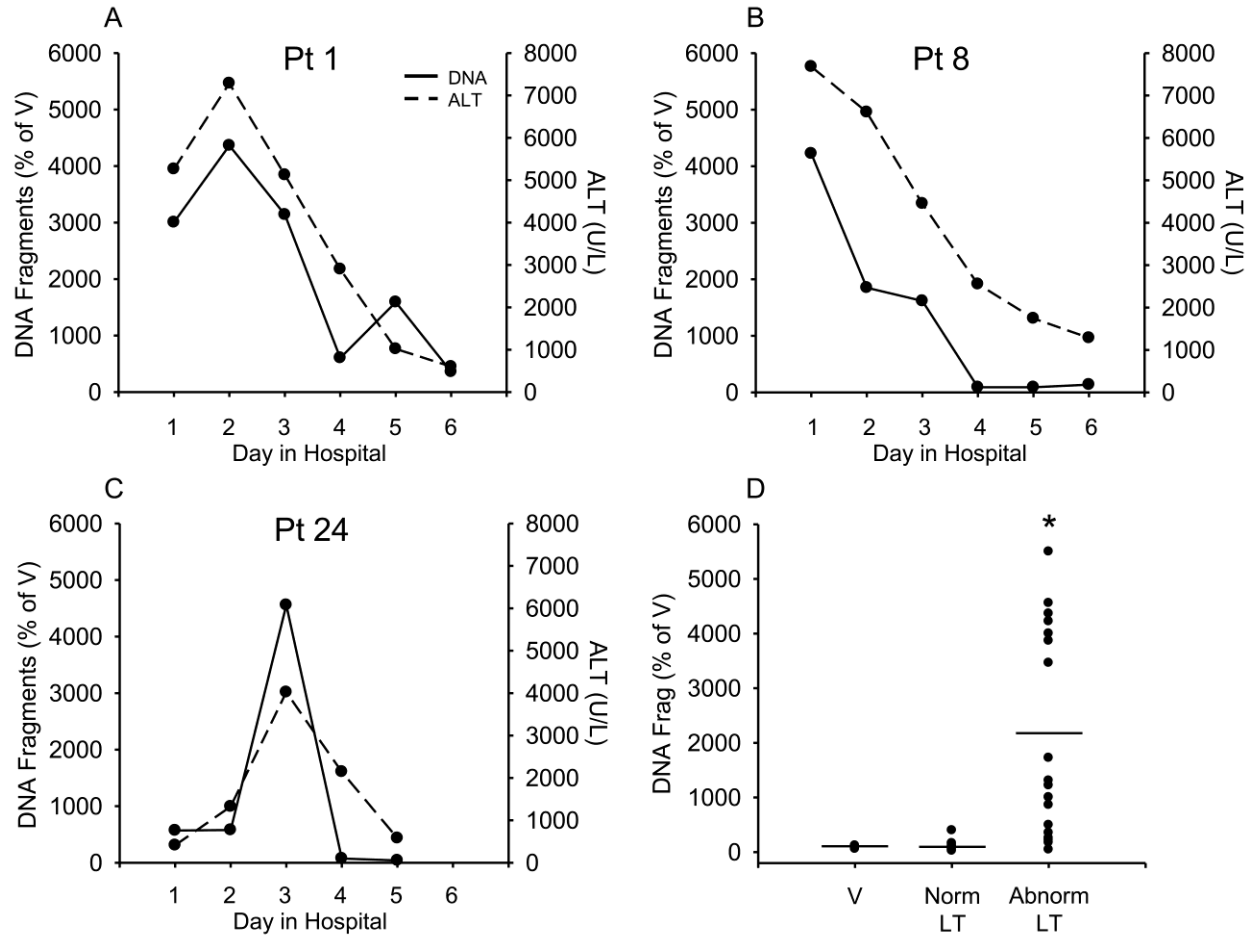 A
Pt 1
DNA
ALT
6000
5000
4000
3000
2000
1000
0
DNA Fragments (% of V)
8000
7000
6000
5000
4000
3000
2000
1000
0
ALT (U/L)
1 2 3 4 5 6
Day in Hospital
B
Pt 8
6000
5000
4000
3000
2000
1000
0
DNA Fragments (% of V)
8000
7000
6000
5000
4000
3000
2000
1000
0
ALT (U/L)
1 2 3 4 5 6
Day in Hospital
C
Pt 24
6000
5000
4000
3000
2000
1000
0
DNA Fragments (% of V)
8000
7000
6000
5000
4000
3000
2000
1000
0
ALT (U/L)
1 2 3 4 5 6
Day in Hospital
D
*
6000
5000
4000
3000
2000
1000
0
DNA Frag (% of V)
V Norm Abnorm
LT LT